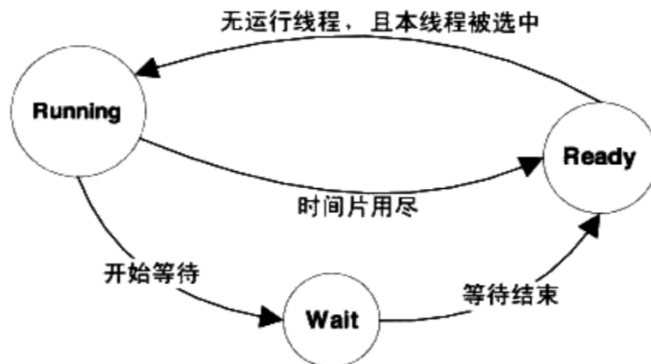 无运行线程，且本线程被选中
Running
Ready
时间片用尽
开始等待
等待结束
Wait